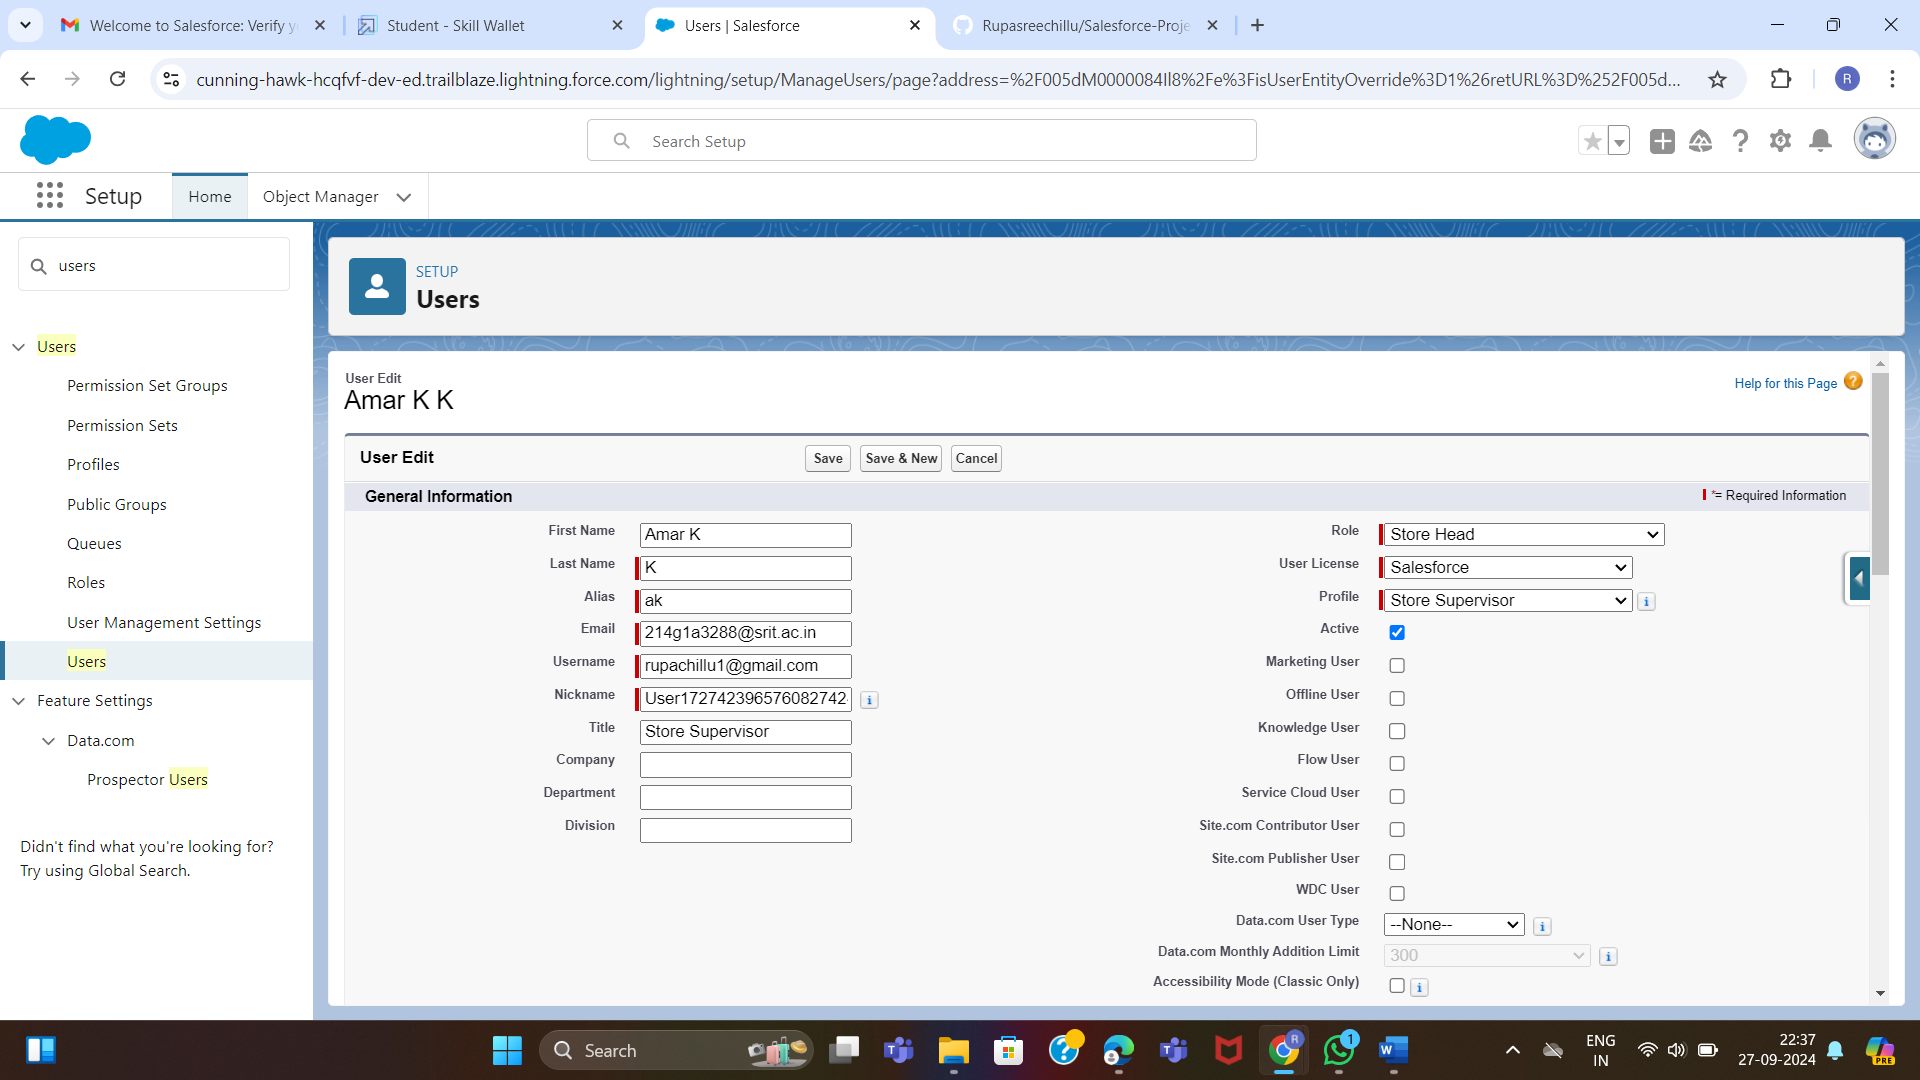 Welcome to Salesforce: Verify y
Student - Skill Wallet
Users | Salesforce
Rupasreechillu/Salesforce-Proje
cunning-hawk-hcqfvf-dev-ed.trailblaze.lightning.force.com/lightning/setup/ManageUsers/page?address=%2F005dM0000084Il8%2Fe%3FisUserEntityOverride%3D1%26retURL%3D%252F005d...
R
Search Setup
Setup
Home
Object Manager
users
SETUP
Users
Users
Permission Set Groups
Permission Sets
Profiles
Public Groups
Queues
Roles
User Management Settings
Users
Feature Settings
Data.com
Prospector Users
Didn't find what you're looking for?
Try using Global Search.
User Edit
Amar K K
Help for this Page
User Edit
Save
Save & New
Cancel
General Information
*= Required Information
First Name
Amar K
Last Name
K
Alias
ak
Email
214g1a3288@srit.ac.in
Username
rupachillu1@gmail.com
Nickname
User172742396576082742
Title
Store Supervisor
Company
Department
Division
Role
Store Head
User License
Salesforce
Profile
Store Supervisor
Active
Marketing User
Offline User
Knowledge User
Flow User
Service Cloud User
Site.com Contributor User
Site.com Publisher User
WDC User
Data.com User Type
--None--
Data.com Monthly Addition Limit
300
Accessibility Mode (Classic Only)
Search
R
1
ENG
IN
22:37
27-09-2024
PRE